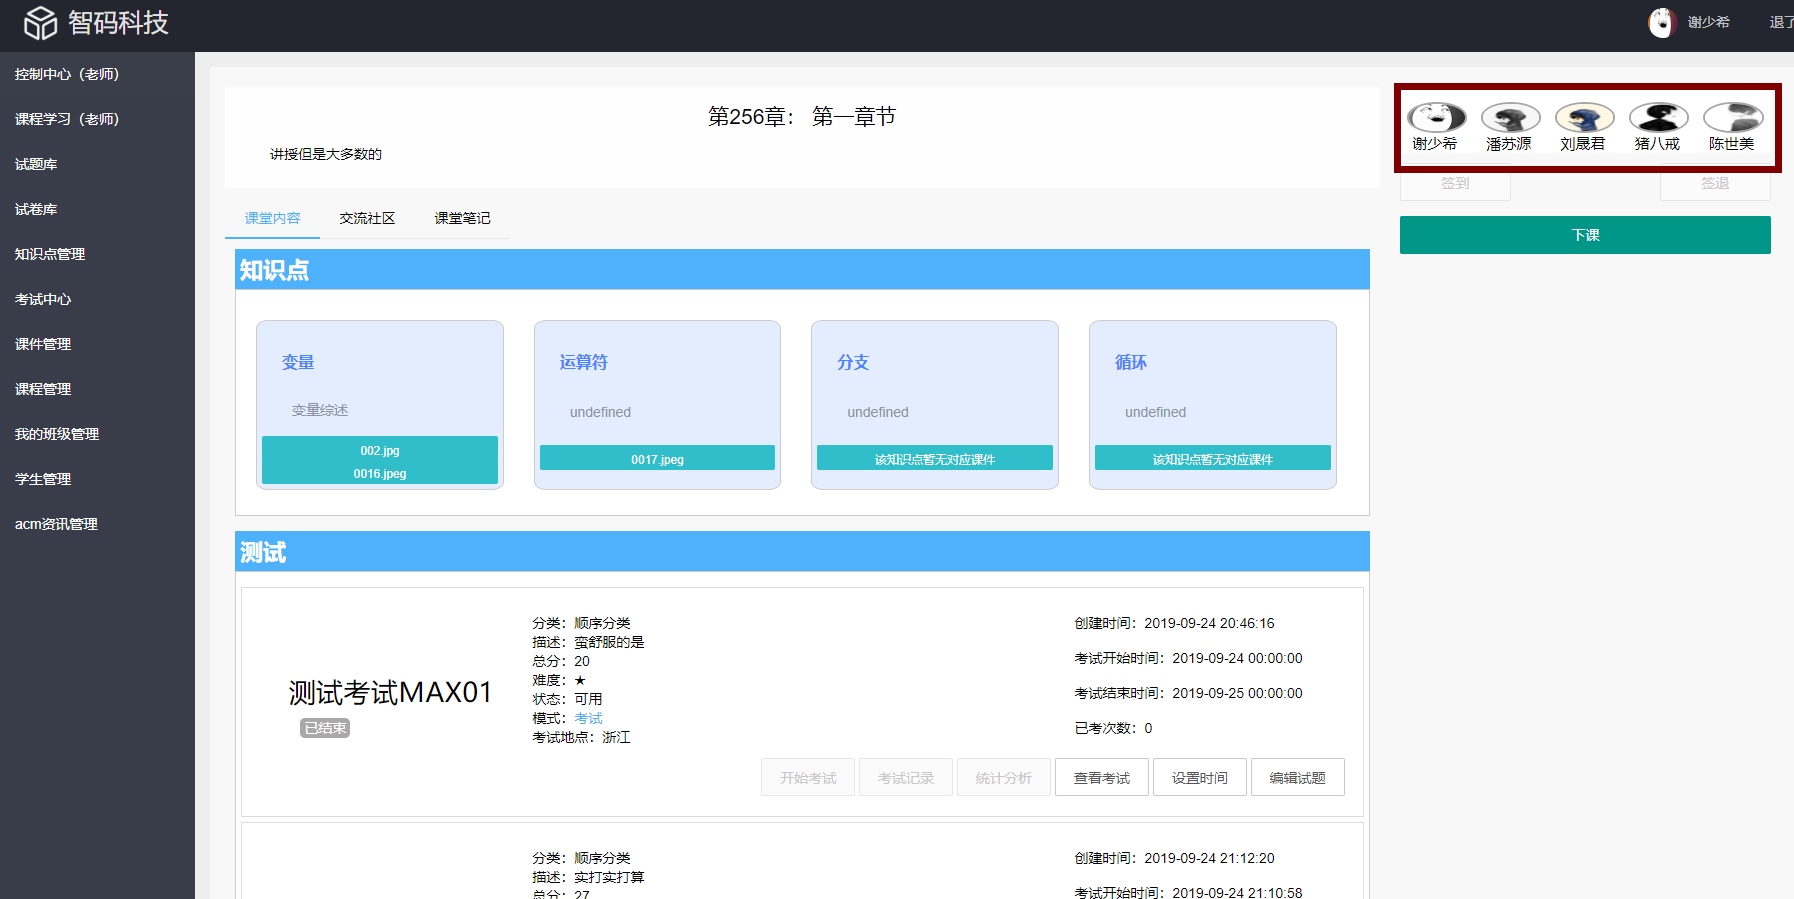 智码科技
谢少希
退了
控制中心（老师）
课程学习（老师）
试题库
试卷库
知识点管理
考试中心
课件管理
课程管理
我的班级管理
学生管理
acm资讯管理
第256章： 第一章节
讲授但是大多数的
谢少希 潘苏源 刘晟君 猪八戒 陈世美
签到 签退
下课
课堂内容 交流社区 课堂笔记
知识点
变量
变量综述
002.jpg
0016.jpeg
运算符
undefined
0017.jpeg
分支
undefined
该知识点暂无对应课件
循环
undefined
该知识点暂无对应课件
测试
测试考试MAX01
已结束
分类：顺序分类
描述：蛮舒服的是
总分：20
难度：★
状态：可用
模式：考试
考试地点：浙江
创建时间：2019-09-24 20:46:16
考试开始时间：2019-09-24 00:00:00
考试结束时间：2019-09-25 00:00:00
已考次数：0
开始考试 考试记录 统计分析 查看考试 设置时间 编辑试题
分类：顺序分类
描述：实打实打算
总分：27
创建时间：2019-09-24 21:12:20
考试开始时间：2019-09-24 21:10:58